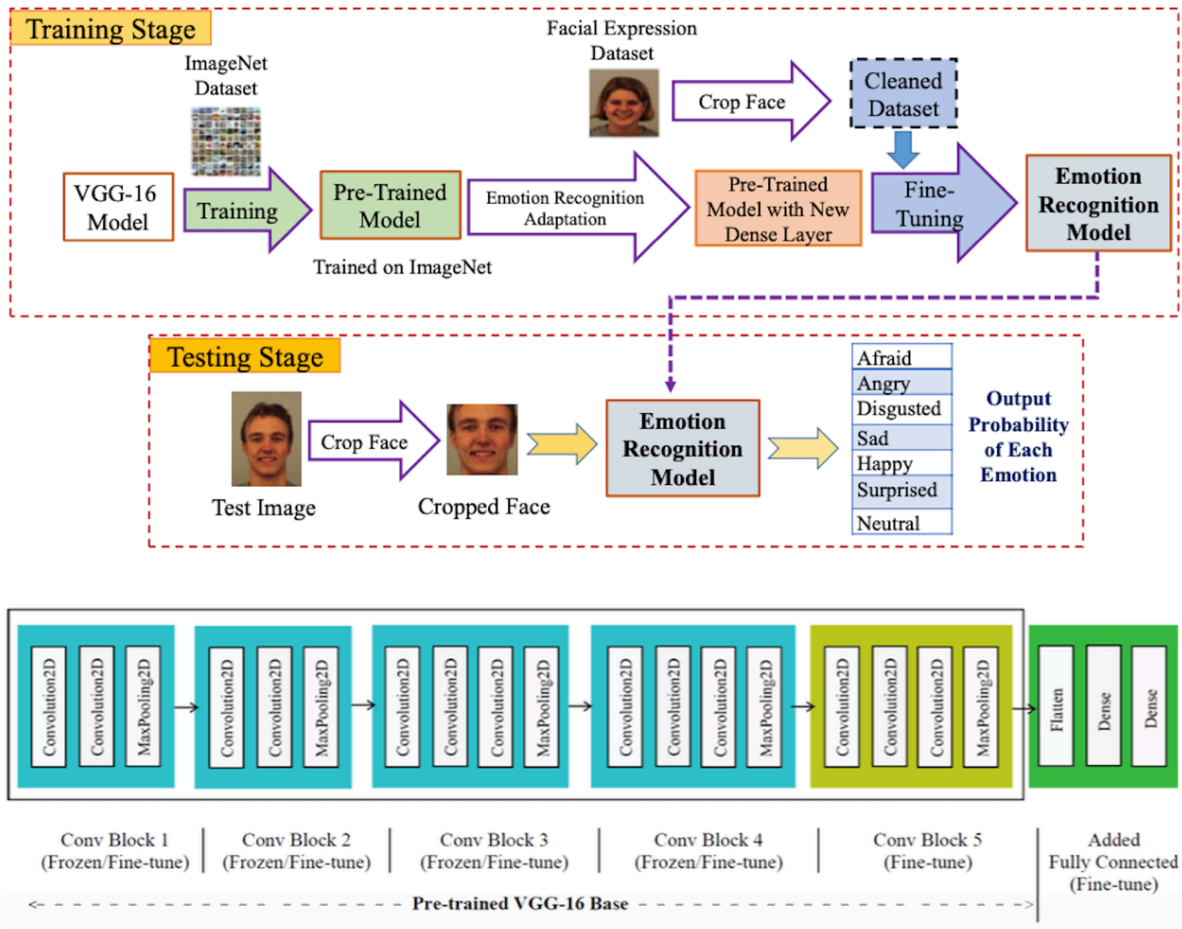 Training Stage
ImageNet
Dataset
Facial Expression
Dataset
Crop Face
Cleaned
Dataset
VGG-16
Model
Training
Pre-Trained
Model
Trained on ImageNet
Emotion Recognition
Adaptation
Pre-Trained
Model with New
Dense Layer
Fine-
Tuning
Emotion
Recognition
Model
Testing Stage
Test Image
Crop Face
Cropped Face
Emotion
Recognition
Model
Afraid
Angry
Disgusted
Sad
Happy
Surprised
Neutral
Output
Probability
of Each
Emotion
Convolution2D
Convolution2D
MaxPooling2D
Convolution2D
Convolution2D
MaxPooling2D
Convolution2D
Convolution2D
Convolution2D
MaxPooling2D
Convolution2D
Convolution2D
Convolution2D
MaxPooling2D
Convolution2D
Convolution2D
Convolution2D
MaxPooling2D
Flatten
Dense
Dense
Conv Block 1
(Frozen/Fine-tune)
Conv Block 2
(Frozen/Fine-tune)
Conv Block 3
(Frozen/Fine-tune)
Conv Block 4
(Frozen/Fine-tune)
Conv Block 5
(Fine-tune)
Added
Fully Connected
(Fine-tune)
Pre-trained VGG-16 Base